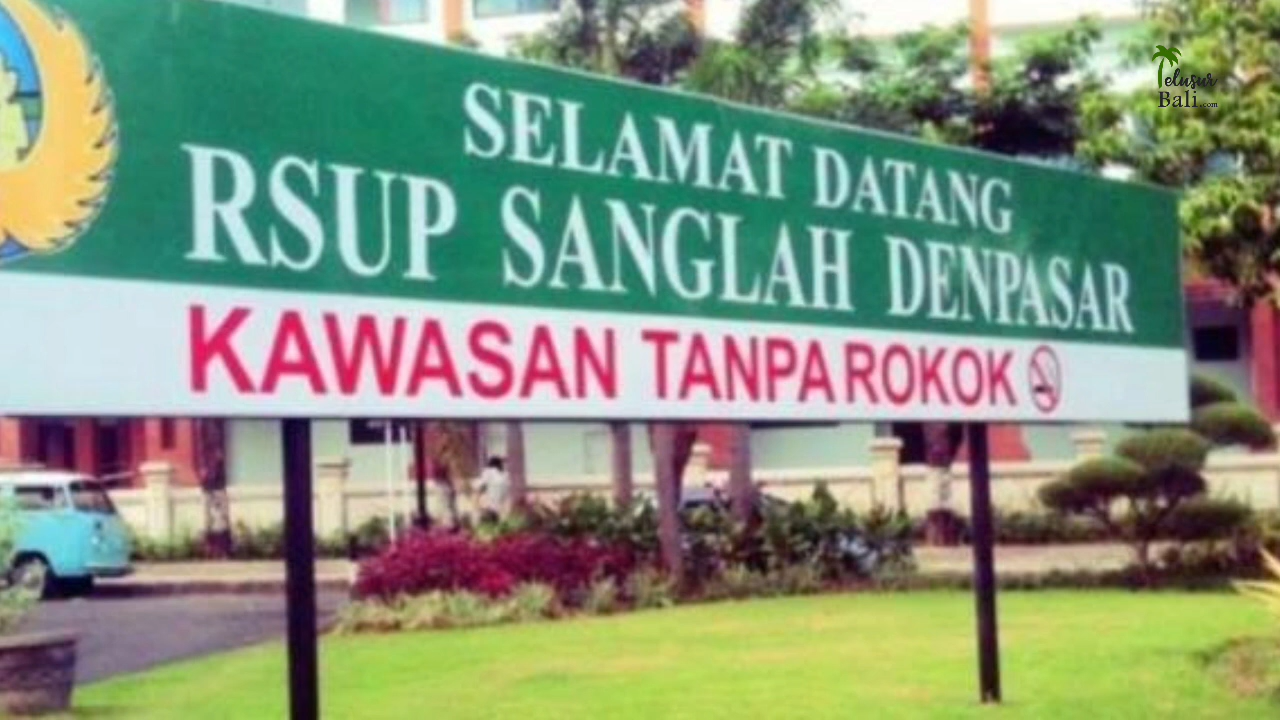 SELAMAT DATANG
RSUP SANGLAH DENPASAR
KAWASAN TANPA ROKOK
Telusur
Bali.com